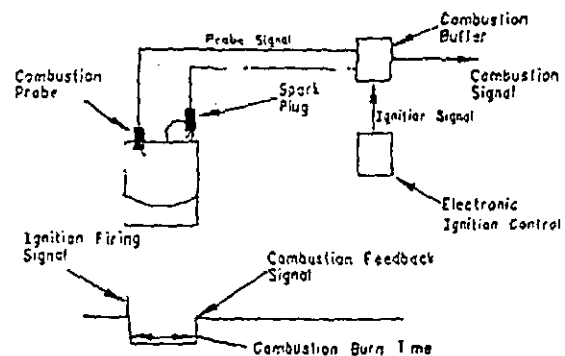 Probe Signal
Combustion
Buffer
Combustion
Signal
Combustion
Probe
Spark
Plug
Ignition Signal
Electronic
Ignition Control
Ignition Firing
Signal
Combustion Feedback
Signal
Combustion Burn Time